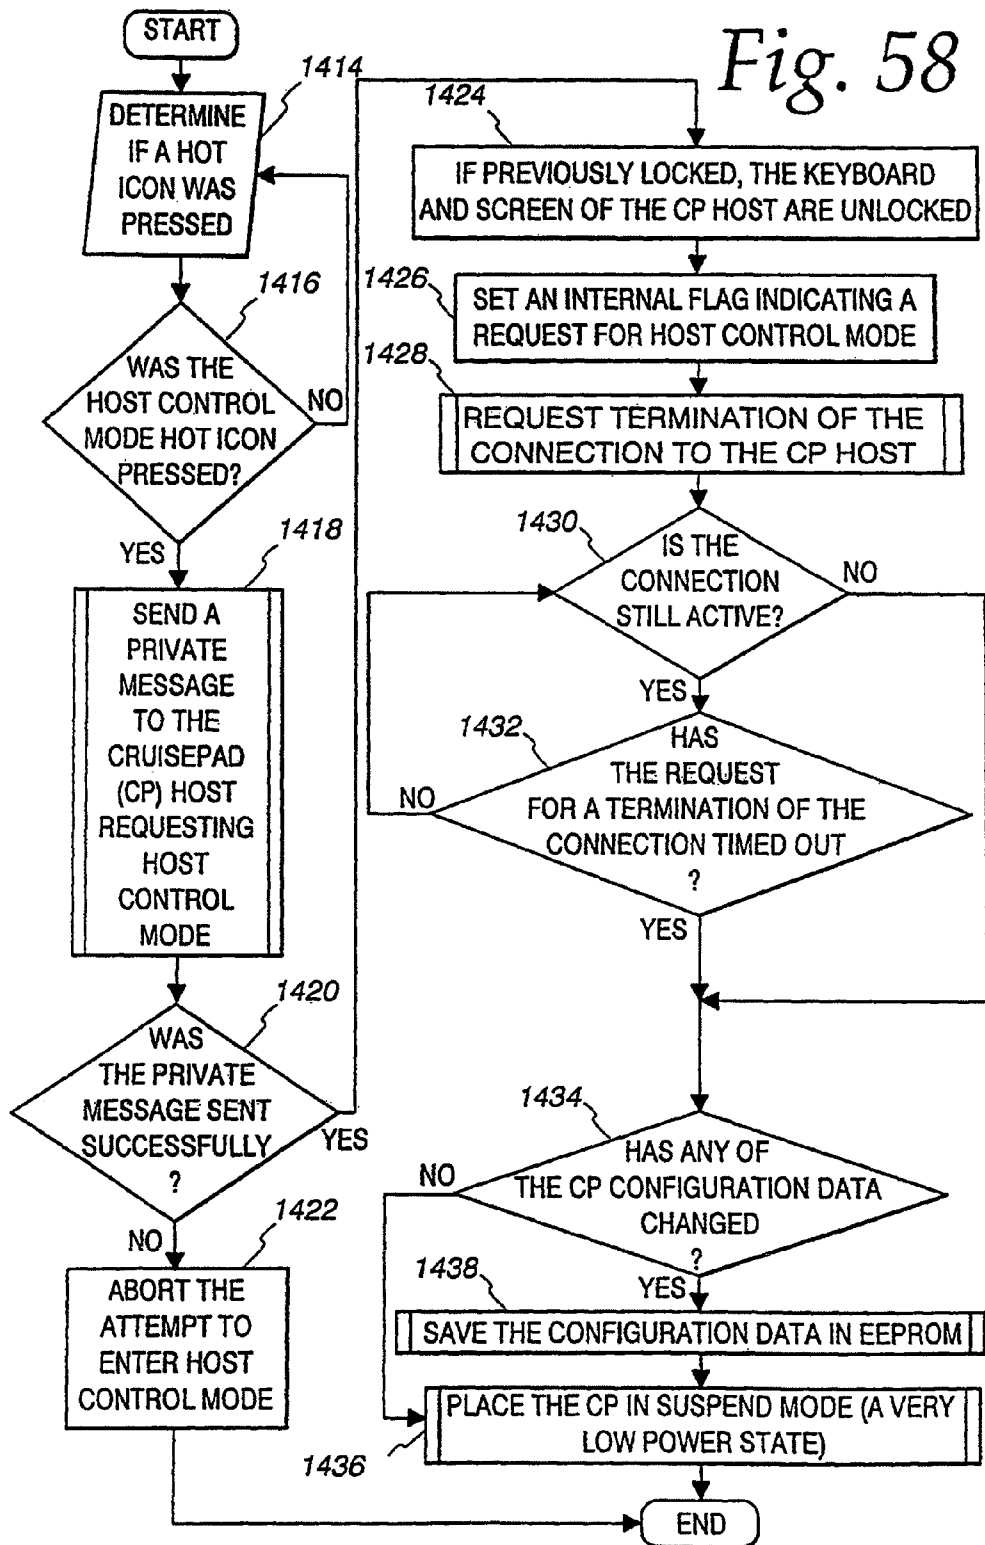 Fig. 58
START
1414
DETERMINE
IF A HOT
ICON WAS
PRESSED
1416
WAS THE
HOST CONTROL
MODE HOT ICON
PRESSED?
NO
YES
1418
SEND A
PRIVATE
MESSAGE
TO THE
CRUISEPAD
(CP) HOST
REQUESTING
HOST
CONTROL
MODE
1420
WAS
THE PRIVATE
MESSAGE SENT
SUCCESSFULLY
?
YES
NO
1422
ABORT THE
ATTEMPT TO
ENTER HOST
CONTROL MODE
1424
IF PREVIOUSLY LOCKED, THE KEYBOARD
AND SCREEN OF THE CP HOST ARE UNLOCKED
1426
SET AN INTERNAL FLAG INDICATING A
REQUEST FOR HOST CONTROL MODE
1428
REQUEST TERMINATION OF THE
CONNECTION TO THE CP HOST
1430
IS THE
CONNECTION
STILL ACTIVE?
NO
YES
1432
HAS
THE REQUEST
FOR A TERMINATION OF THE
CONNECTION TIMED OUT
?
NO
YES
1434
HAS ANY OF
THE CP CONFIGURATION DATA
CHANGED
?
NO
YES
1438
SAVE THE CONFIGURATION DATA IN EEPROM
PLACE THE CP IN SUSPEND MODE (A VERY
LOW POWER STATE)
1436
END